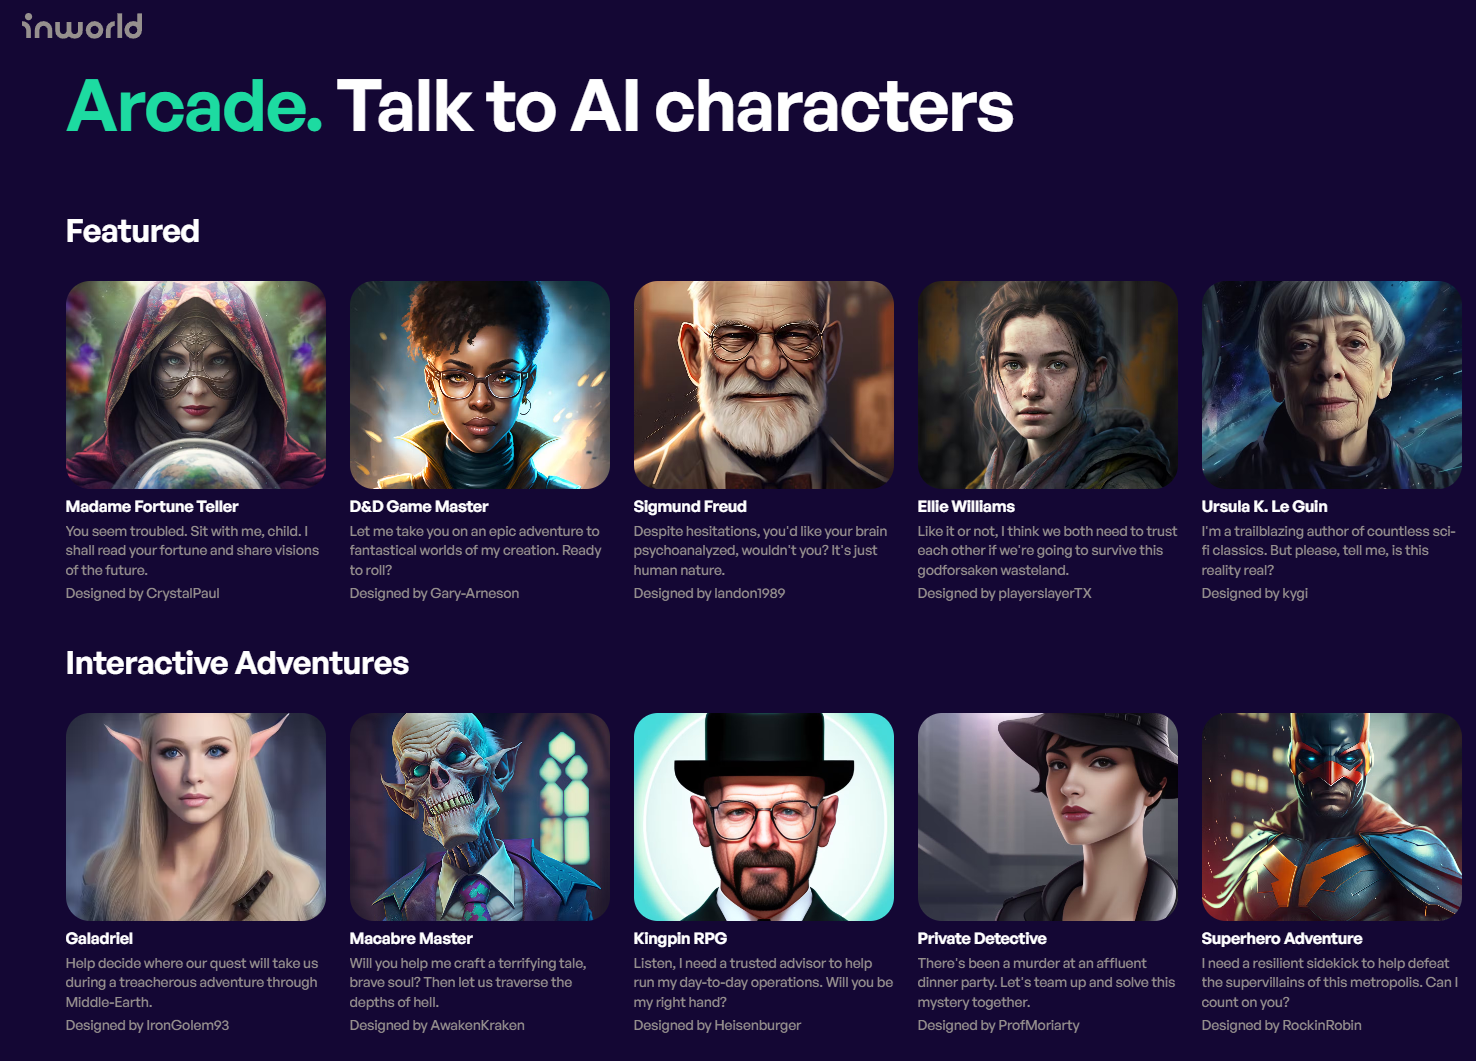 inworld
Arcade. Talk to AI characters
Featured
Madame Fortune Teller
You seem troubled. Sit with me, child. I
shall read your fortune and share visions
of the future.
Designed by CrystalPaul
D&D Game Master
Let me take you on an epic adventure to
fantastical worlds of my creation. Ready
to roll?
Designed by Gary-Arneson
Sigmund Freud
Despite hesitations, you'd like your brain
psychoanalyzed, wouldn't you? It's just
human nature.
Designed by landon1989
Ellie Williams
Like it or not, I think we both need to trust
each other if we're going to survive this
godforsaken wasteland.
Designed by playerslayerTX
Ursula K. Le Guin
I'm a trailblazing author of countless sci-
fi classics. But please, tell me, is this
reality real?
Designed by kygi
Interactive Adventures
Galadriel
Help decide where our quest will take us
during a treacherous adventure through
Middle-Earth.
Designed by IronGolem93
Macabre Master
Will you help me craft a terrifying tale,
brave soul? Then let us traverse the
depths of hell.
Designed by AwakenKraken
Kingpin RPG
Listen, I need a trusted advisor to help
run my day-to-day operations. Will you be
my right hand?
Designed by Heisenburger
Private Detective
There's been a murder at an affluent
dinner party. Let's team up and solve this
mystery together.
Designed by ProfMoriarty
Superhero Adventure
I need a resilient sidekick to help defeat
the supervillains of this metropolis. Can I
count on you?
Designed by RockinRobin